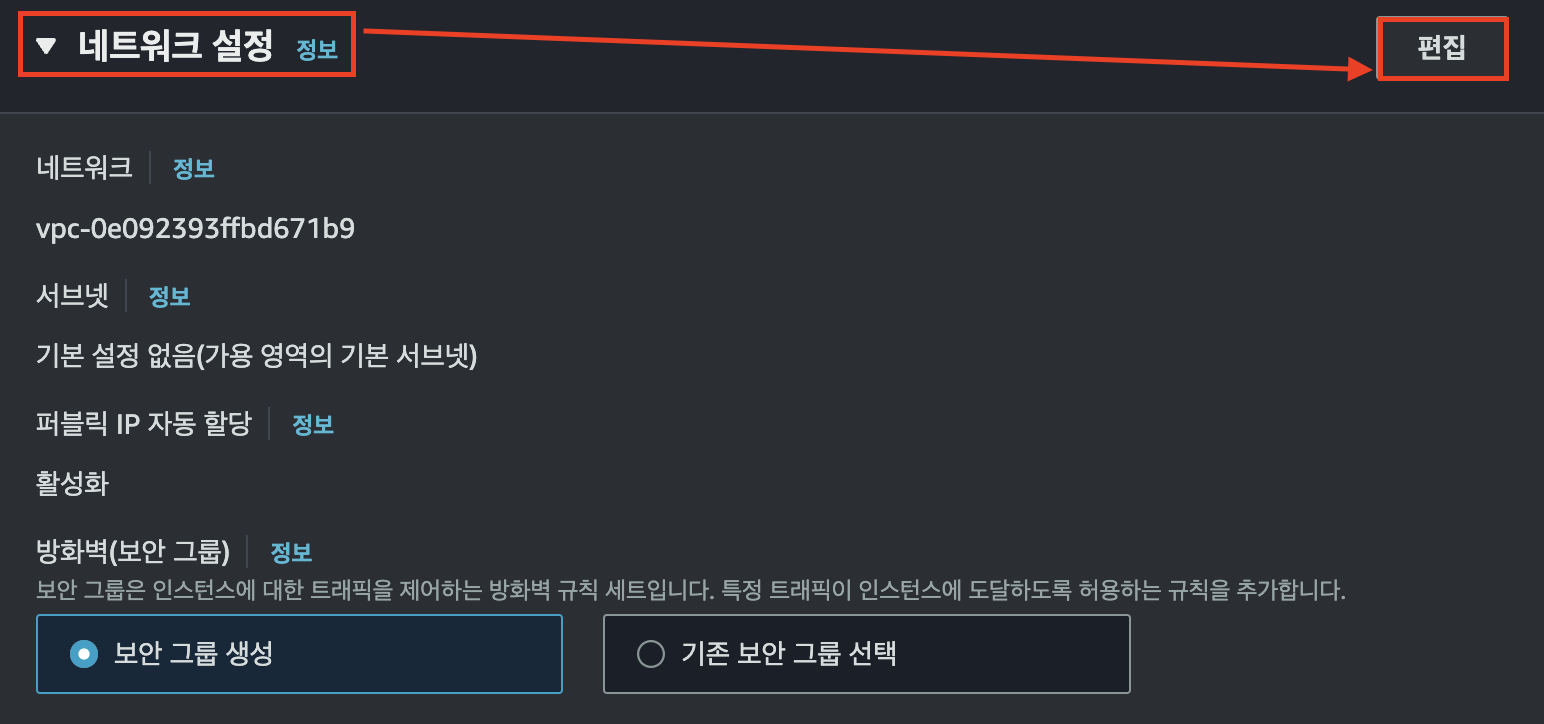 네트워크 설정 정보
편집
네트워크 정보
vpc-0e092393ffbd671b9
서브넷 정보
기본 설정 없음(가용 영역의 기본 서브넷)
퍼블릭 IP 자동 할당 정보
활성화
방화벽(보안 그룹) 정보
보안 그룹은 인스턴스에 대한 트래픽을 제어하는 방화벽 규칙 세트입니다. 특정 트래픽이 인스턴스에 도달하도록 허용하는 규칙을 추가합니다.
보안 그룹 생성
기존 보안 그룹 선택